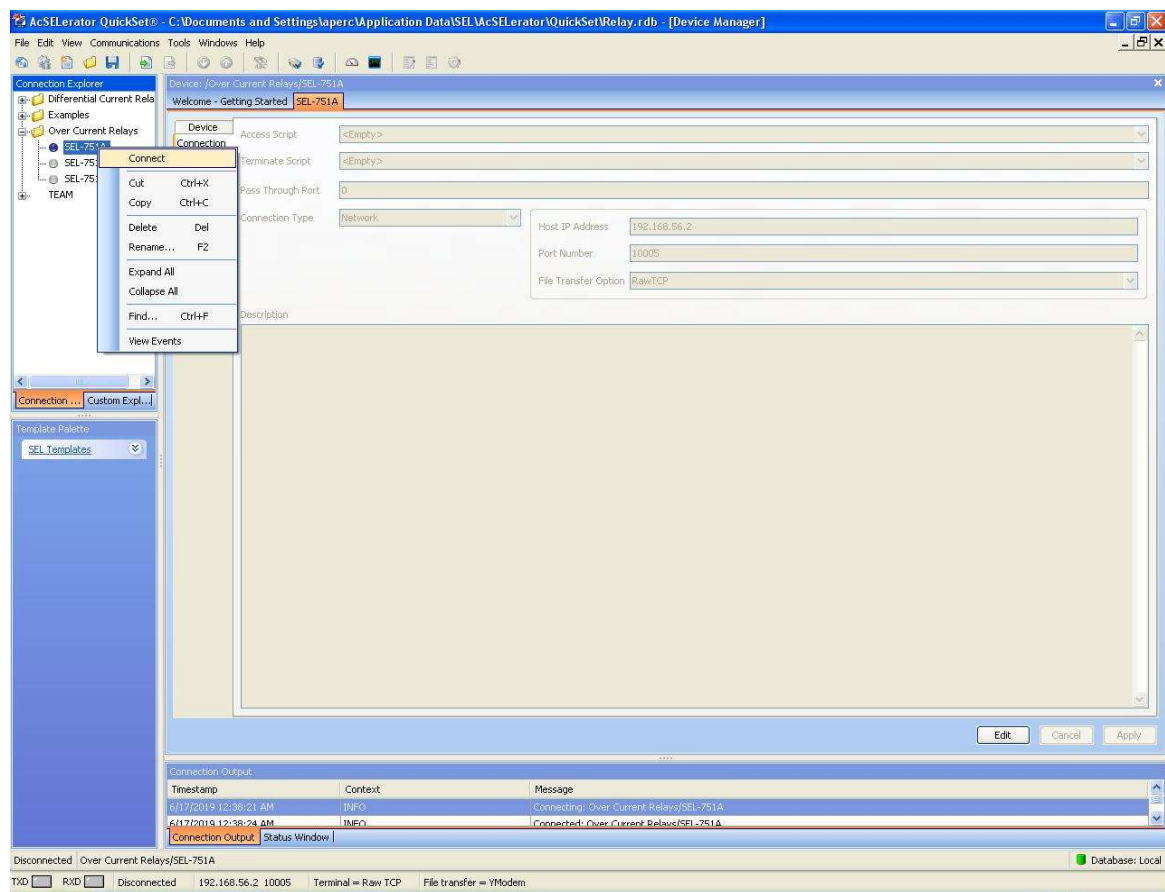 AcSELerator QuickSet® - C:\Documents and Settings\aperc\Application Data\SEL\AcSELerator\QuickSet\Relay.rdb - [Device Manager]
File Edit View Communications Tools Windows Help
Connection Explorer
Differential Current Rela
Examples
Over Current Relays
SEL-751A
SEL-75
SEL-75
TEAM
Connect
Cut Ctrl+X
Copy Ctrl+C
Delete Del
Rename... F2
Expand All
Collapse All
Find... Ctrl+F
View Events
Connection ... Custom Expl...
Template Palette
SEL Templates
Device: /Over Current Relays/SEL-751A
Welcome - Getting Started SEL-751A
Device
Connection
Access Script <Empty>
Terminate Script <Empty>
Pass Through Port 0
Connection Type Network
Host IP Address 192.168.56.2
Port Number 10005
File Transfer Option RawTCP
Description
Edit Cancel Apply
Connection Output
Timestamp Context Message
6/17/2019 12:38:21 AM INFO Connecting: Over Current Relays/SEL-751A
6/17/2019 12:38:24 AM INFO Connected: Over Current Relays/SEL-751A
Connection Output Status Window
Disconnected Over Current Relays/SEL-751A Database: Local
TXD RXD Disconnected 192.168.56.2 10005 Terminal = Raw TCP File transfer = YModem